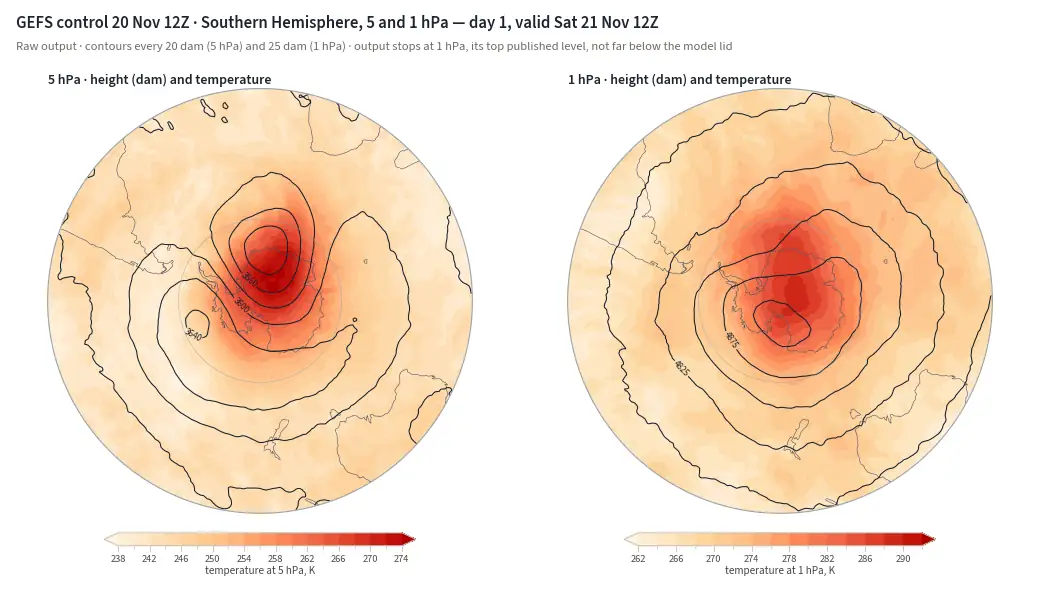 GEFS control 20 Nov 12Z · Southern Hemisphere, 5 and 1 hPa — day 1, valid Sat 21 Nov 12Z
Raw output · contours every 20 dam (5 hPa) and 25 dam (1 hPa) · output stops at 1 hPa, its top published level, not far below the model lid
5 hPa · height (dam) and temperature
1 hPa · height (dam) and temperature
3600
3640
4875
4825
238 242 246 250 254 258 262 266 270 274
temperature at 5 hPa, K
262 266 270 274 278 282 286 290
temperature at 1 hPa, K